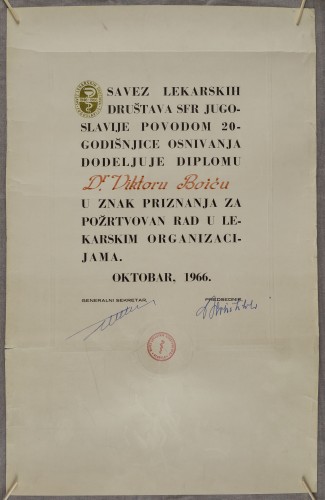 SAVEZ LEKARSKIH
DRUŠTAVA SFR JUGO-
SLAVIJE POVODOM 20-
GODIŠNJICE OSNIVANJA
DODELJUJE DIPLOMU
Dr. Viktoru Boiću
U ZNAK PRIZNANJA ZA
POŽRTVOVAN RAD U LE-
KARSKIM ORGANIZACI-
JAMA.
OKTOBAR, 1966.
GENERALNI SEKRETAR
PREDSEDNIK